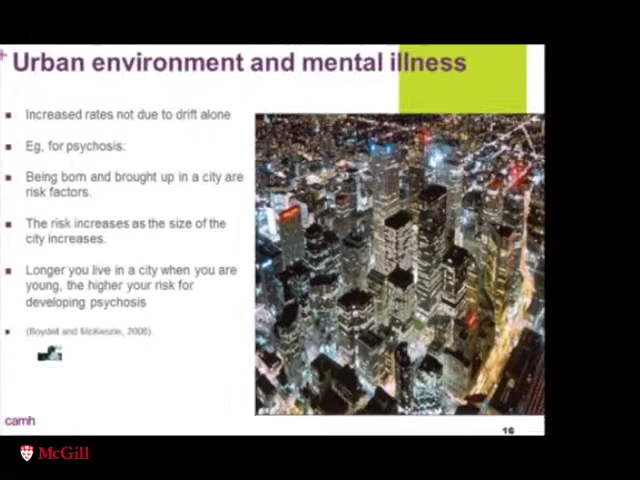 Urban environment and mental illness
Increased rates not due to drift alone
Eg, for psychosis:
Being born and brought up in a city are
risk factors.
The risk increases as the size of the
city increases.
Longer you live in a city when you are
young, the higher your risk for
developing psychosis
(Boydell and McKenzie, 2008)
camh
16
McGill